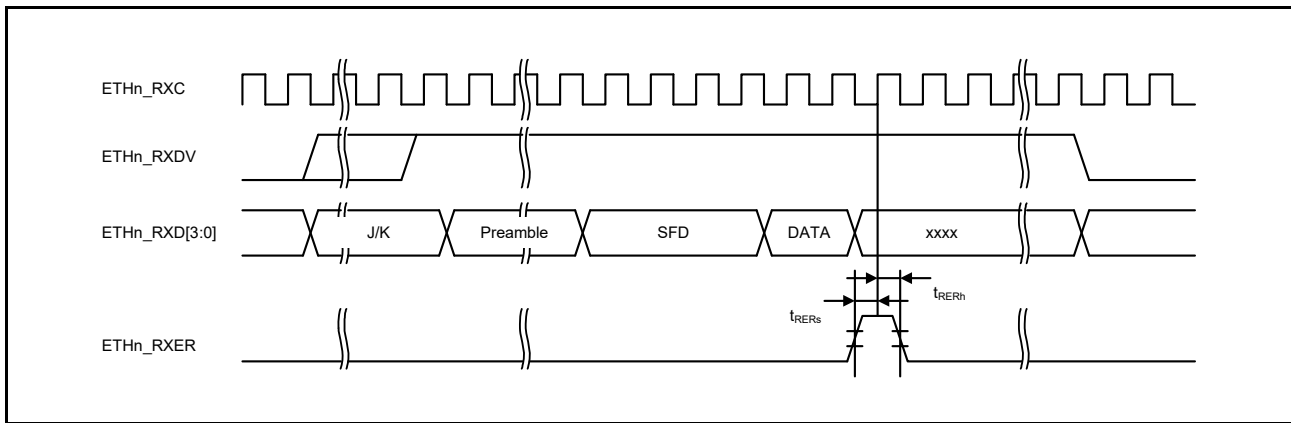 ETHn_RXC
ETHn_RXDV
ETHn_RXD[3:0]
J/K
Preamble
SFD
DATA
xxxx
tRERh
tRERs
ETHn_RXER